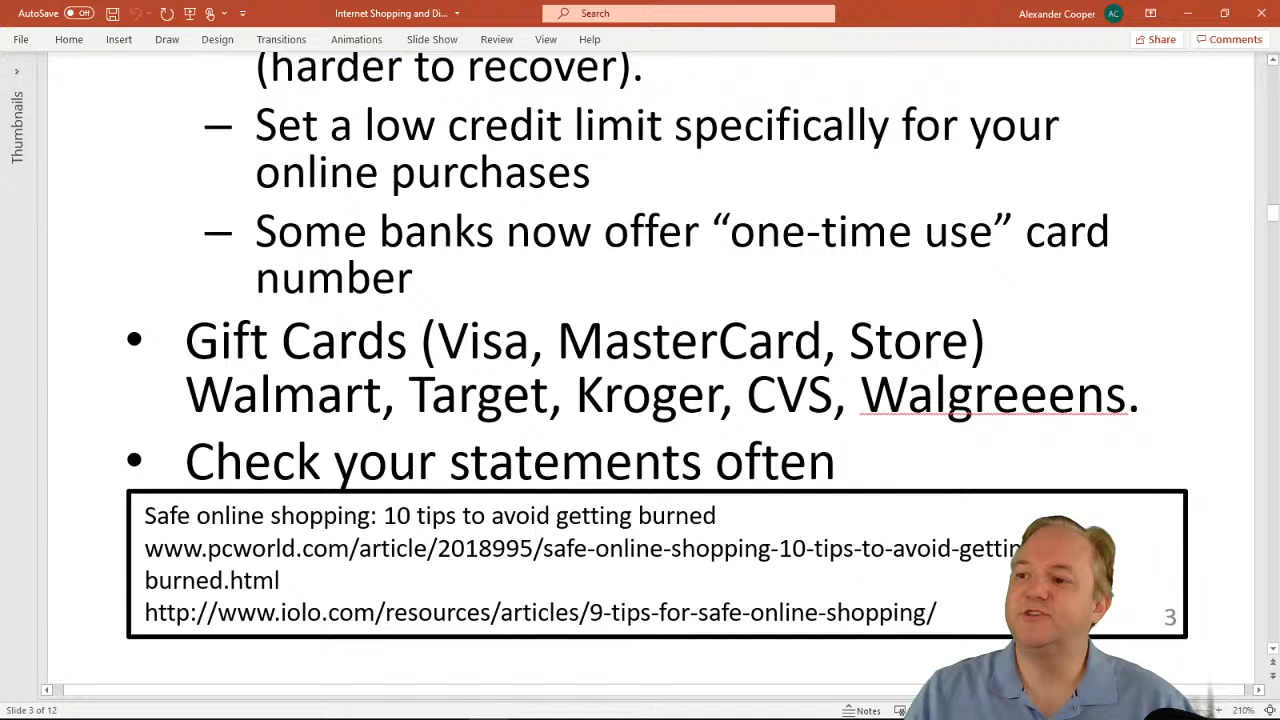 AutoSave Off Internet Shopping and Di... Search Alexander Cooper AC
File Home Insert Draw Design Transitions Animations Slide Show Review View Help Share Comments
Thumbnails
(harder to recover).
– Set a low credit limit specifically for your
online purchases
– Some banks now offer “one-time use” card
number
• Gift Cards (Visa, MasterCard, Store)
Walmart, Target, Kroger, CVS, Walgreeens.
• Check your statements often
Safe online shopping: 10 tips to avoid getting burned
www.pcworld.com/article/2018995/safe-online-shopping-10-tips-to-avoid-gettin
burned.html
http://www.iolo.com/resources/articles/9-tips-for-safe-online-shopping/
3
Slide 3 of 12 Notes 210%